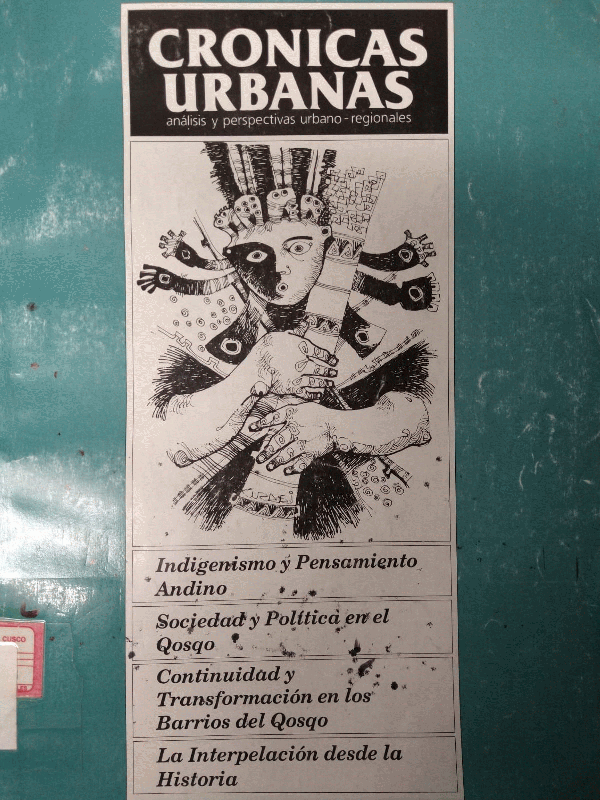 CRONICAS
URBANAS
análisis y perspectivas urbano-regionales
Indigenismo y Pensamiento
Andino
Sociedad y Política en el
Qosqo
Continuidad y
Transformación en los
Barrios del Qosqo
La Interpelación desde la
Historia
CUSCO